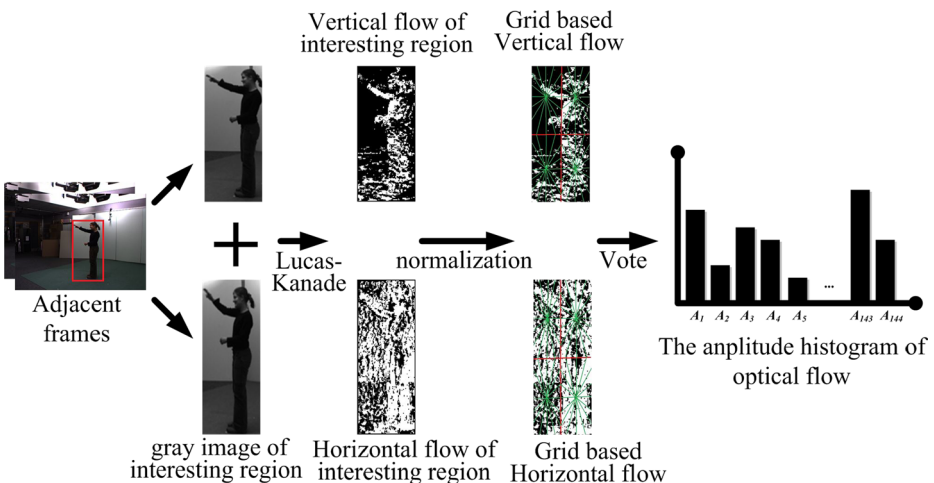 Vertical flow of
interesting region
Grid based
Vertical flow
Adjacent
frames
Lucas-
Kanade
normalization
Vote
...
A1 A2 A3 A4 A5 A143 A144
The anplitude histogram of
optical flow
gray image of
interesting region
Horizontal flow of
interesting region
Grid based
Horizontal flow